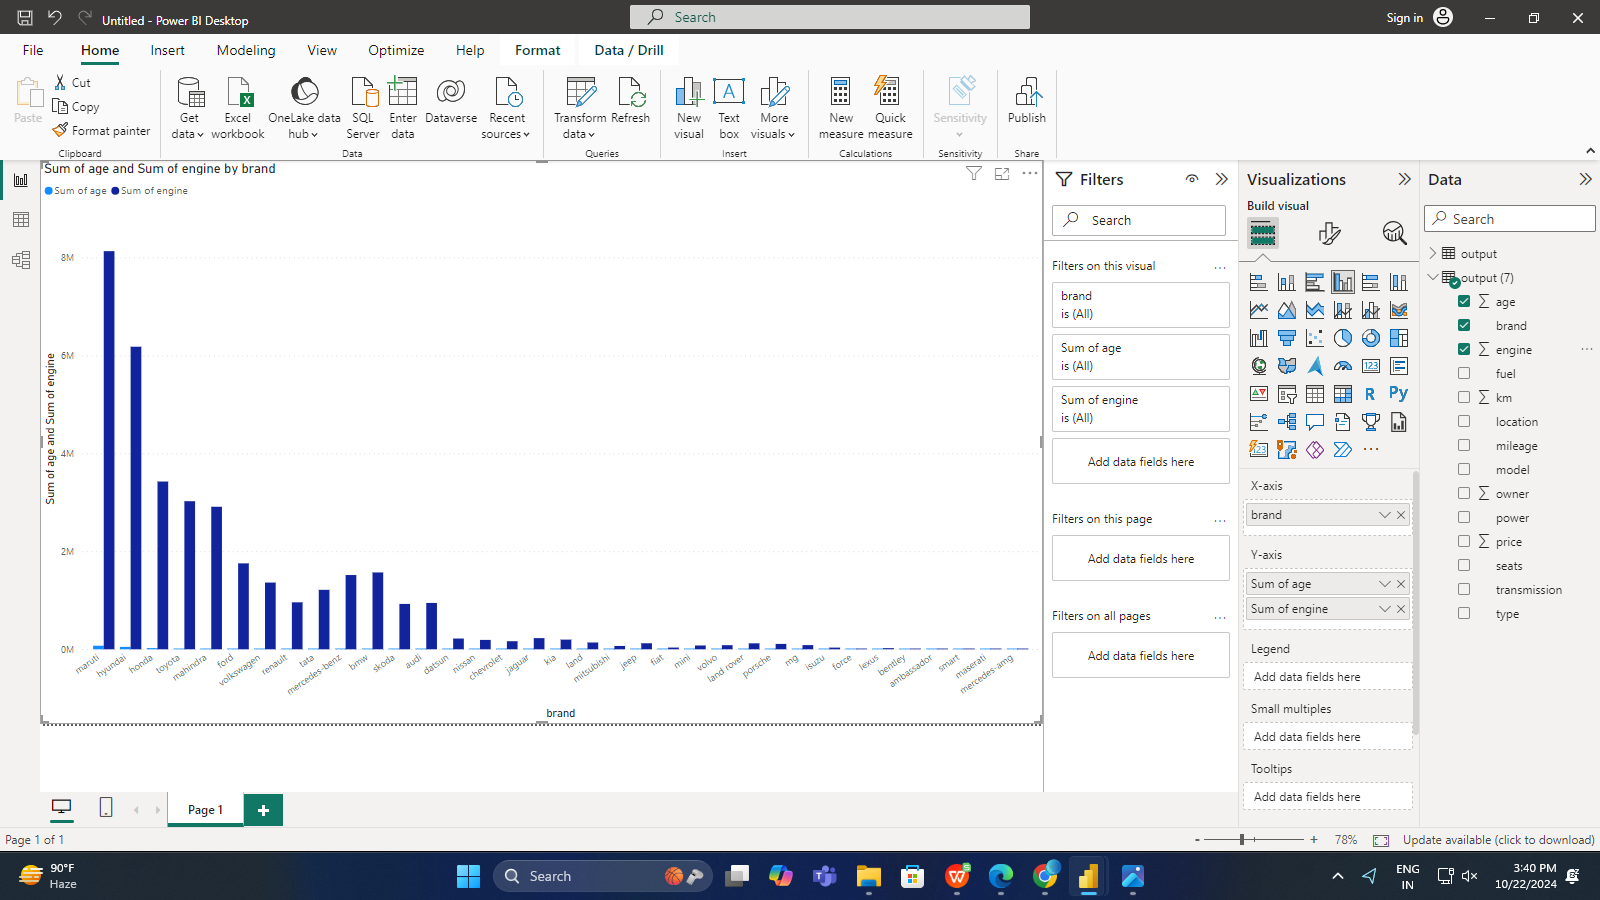 Untitled - Power BI Desktop
Search
Sign in
File
Home
Insert
Modeling
View
Optimize
Help
Format
Data / Drill
Paste
Cut
Copy
Format painter
Clipboard
Get data
Excel workbook
OneLake data hub
SQL Server
Enter data
Dataverse
Recent sources
Data
Transform data
Refresh
Queries
New visual
Text box
More visuals
Insert
New measure
Quick measure
Calculations
Sensitivity
Sensitivity
Publish
Share
Sum of age and Sum of engine by brand
Sum of age
Sum of engine
Sum of age and Sum of engine
8M
6M
4M
2M
0M
maruti
hyundai
honda
toyota
mahindra
ford
volkswagen
renault
tata
mercedes-benz
bmw
skoda
audi
datsun
nissan
chevrolet
jaguar
kia
land
mitsubishi
jeep
fiat
mini
volvo
land rover
porsche
mg
isuzu
force
lexus
bentley
ambassador
smart
maserati
mercedes-amg
brand
Filters
Search
Filters on this visual
brand
is (All)
Sum of age
is (All)
Sum of engine
is (All)
Add data fields here
Filters on this page
Add data fields here
Filters on all pages
Add data fields here
Visualizations
Build visual
123
R
Py
123
X-axis
brand
Y-axis
Sum of age
Sum of engine
Legend
Add data fields here
Small multiples
Add data fields here
Tooltips
Add data fields here
Data
Search
output
output (7)
age
brand
engine
fuel
km
location
mileage
model
owner
power
price
seats
transmission
type
Page 1
Page 1 of 1
78%
Update available (click to download)
90°F
Haze
Search
ENG
IN
3:40 PM
10/22/2024